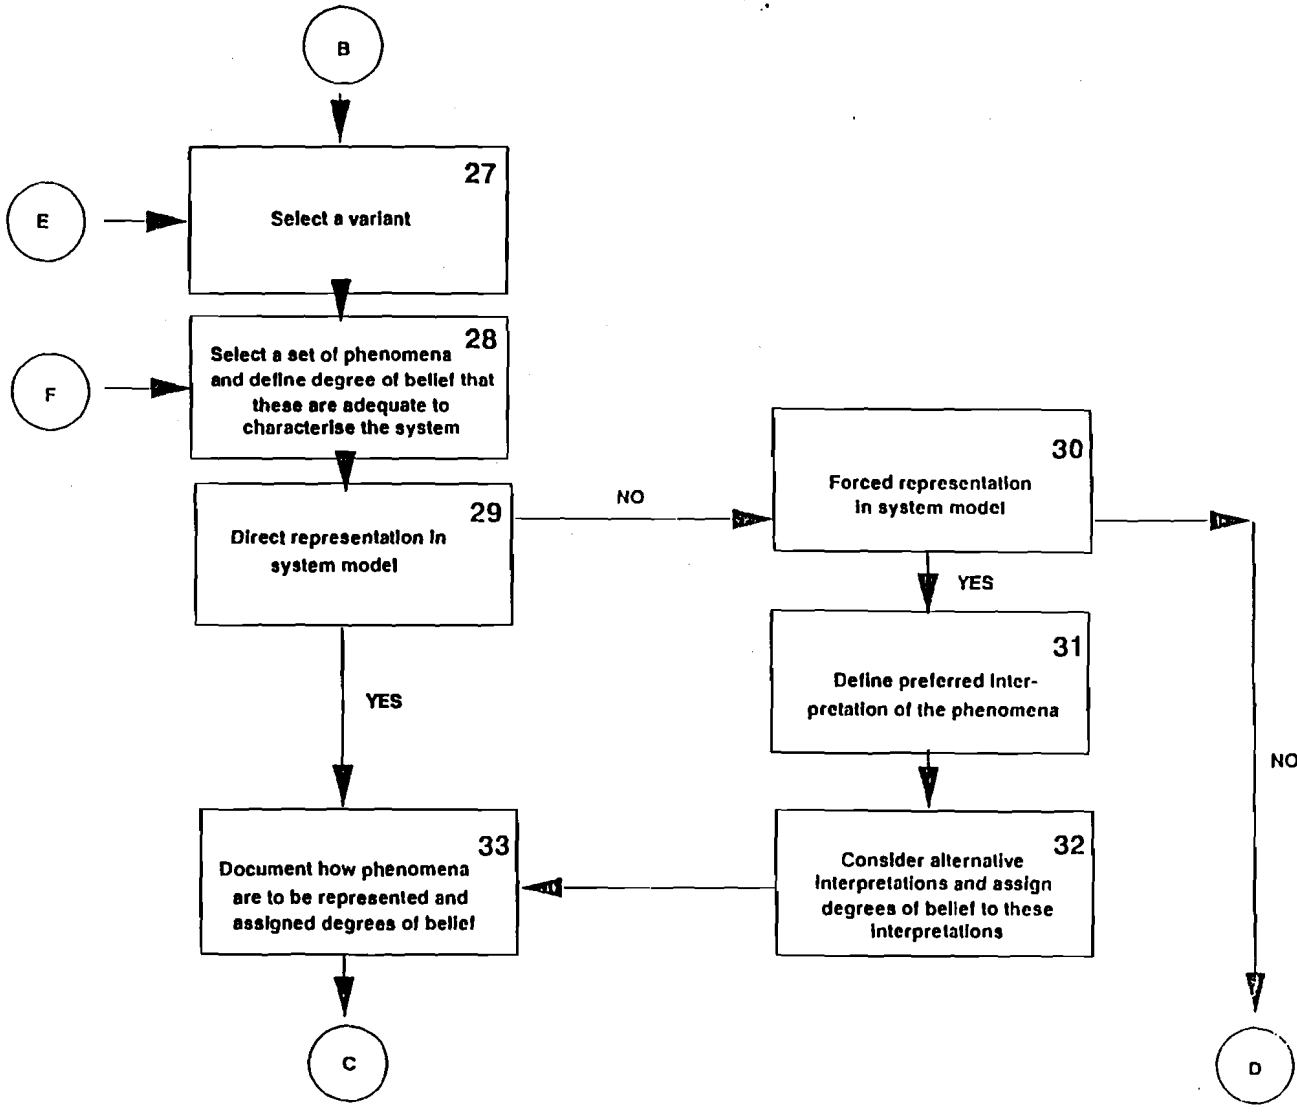 B
27
E
Select a variant
28
Select a set of phenomena
and define degree of belief that
these are adequate to
characterise the system
F
29
Direct representation in
system model
NO
30
Forced representation
in system model
YES
31
Define preferred inter-
pretation of the phenomena
YES
NO
33
Document how phenomena
are to be represented and
assigned degrees of belief
32
Consider alternative
interpretations and assign
degrees of belief to these
interpretations
C
D